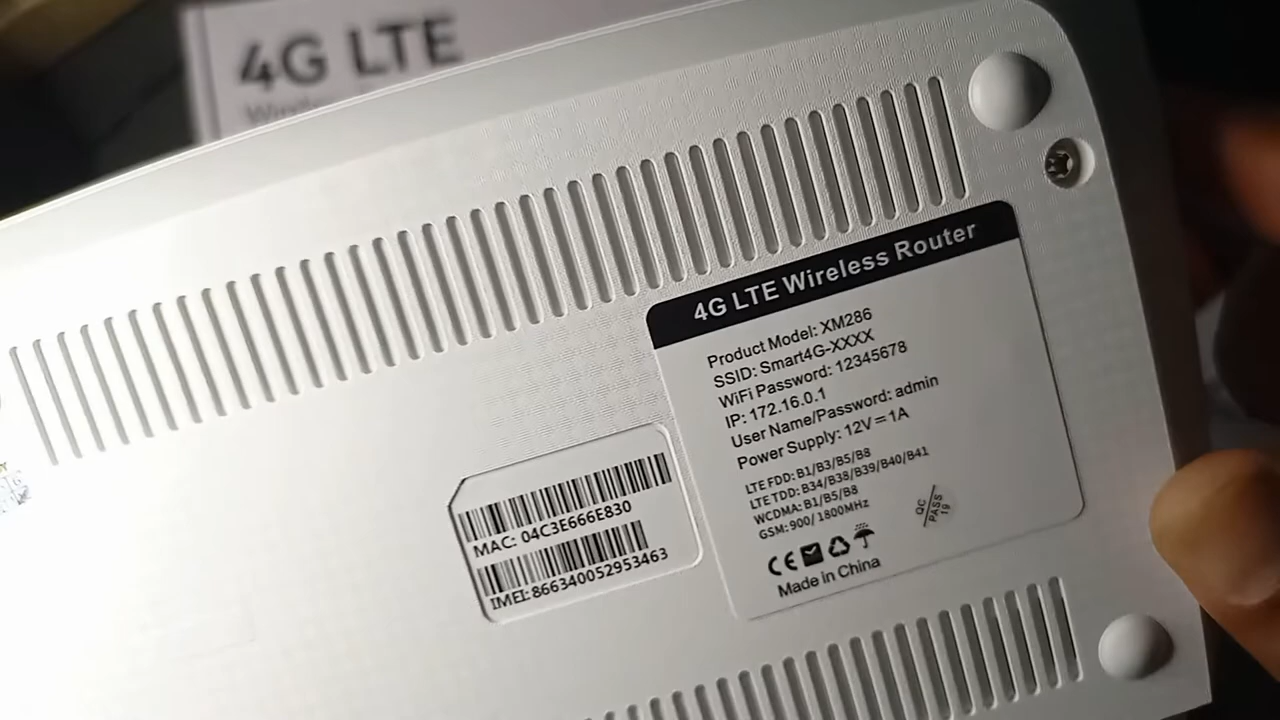 4G LTE
4G LTE Wireless Router
Product Model: XM286
SSID: Smart4G-XXXX
WiFi Password: 12345678
IP: 172.16.0.1
User Name/Password: admin
Power Supply: 12V=1A
LTE FDD: B1/B3/B5/B8
LTE TDD: B34/B38/B39/B40/B41
WCDMA: B1/B5/B8
GSM: 900/1800MHz
QC
PASS
19
CE
Made in China
MAC: 04C3E666E830
IMEI: 866340052953463